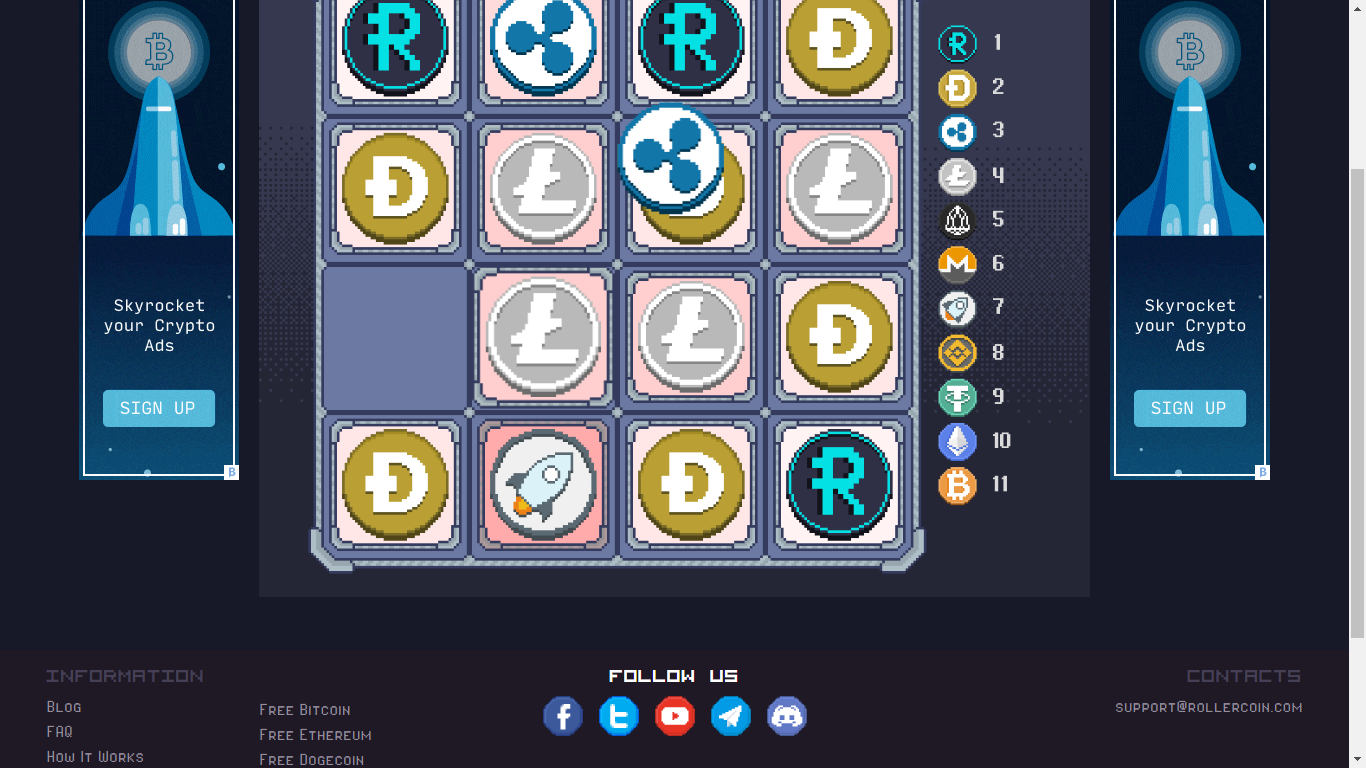 1
2
3
4
5
6
7
8
9
10
11
Skyrocket
your Crypto
Ads
SIGN UP
Skyrocket
your Crypto
Ads
SIGN UP
INFORMATION
Blog
FAQ
How It Works
Free Bitcoin
Free Ethereum
Free Dogecoin
FOLLOW US
CONTACTS
support@rollercoin.com